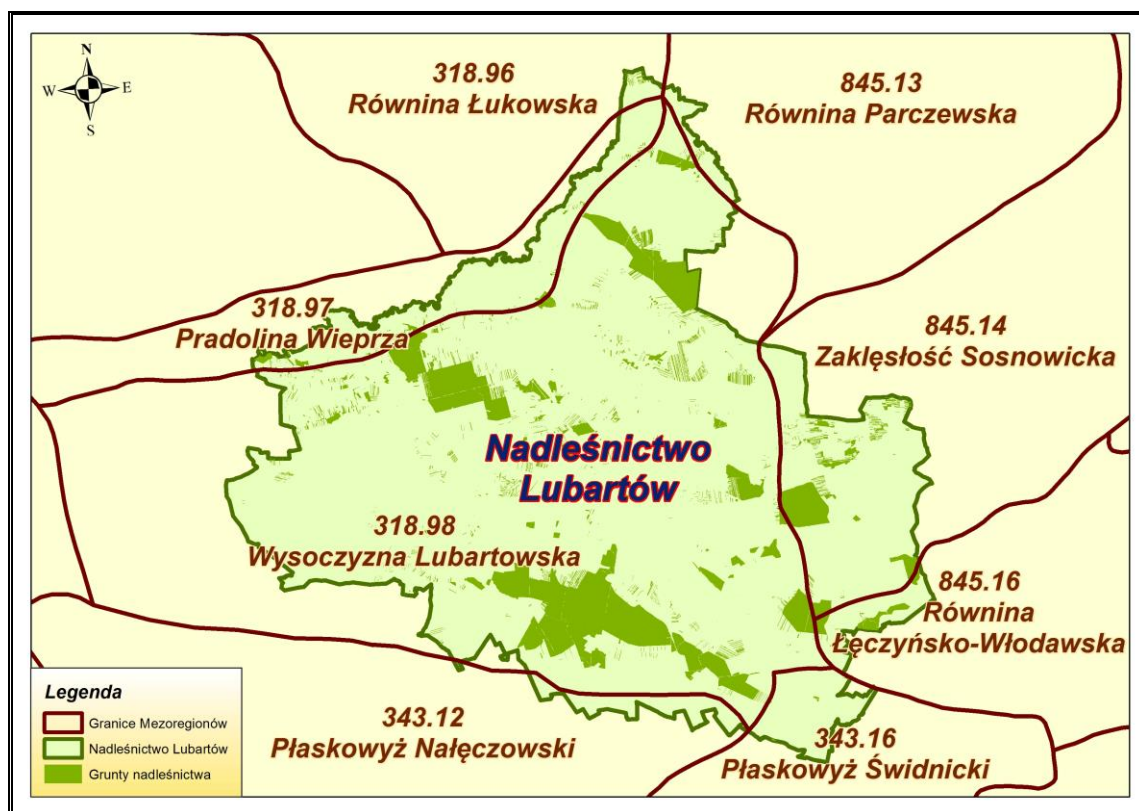 N
W
E
S
318.96
Równina Łukowska
845.13
Równina Parczewska
318.97
Pradolina Wieprza
845.14
Zaklęsłość Sosnowicka
Nadleśnictwo
Lubartów
318.98
Wysoczyzna Lubartowska
845.16
Równina
Łęczyńsko-Włodawska
343.12
Płaskowyż Nałęczowski
343.16
Płaskowyż Świdnicki
Legenda
Granice Mezoregionów
Nadleśnictwo Lubartów
Grunty nadleśnictwa